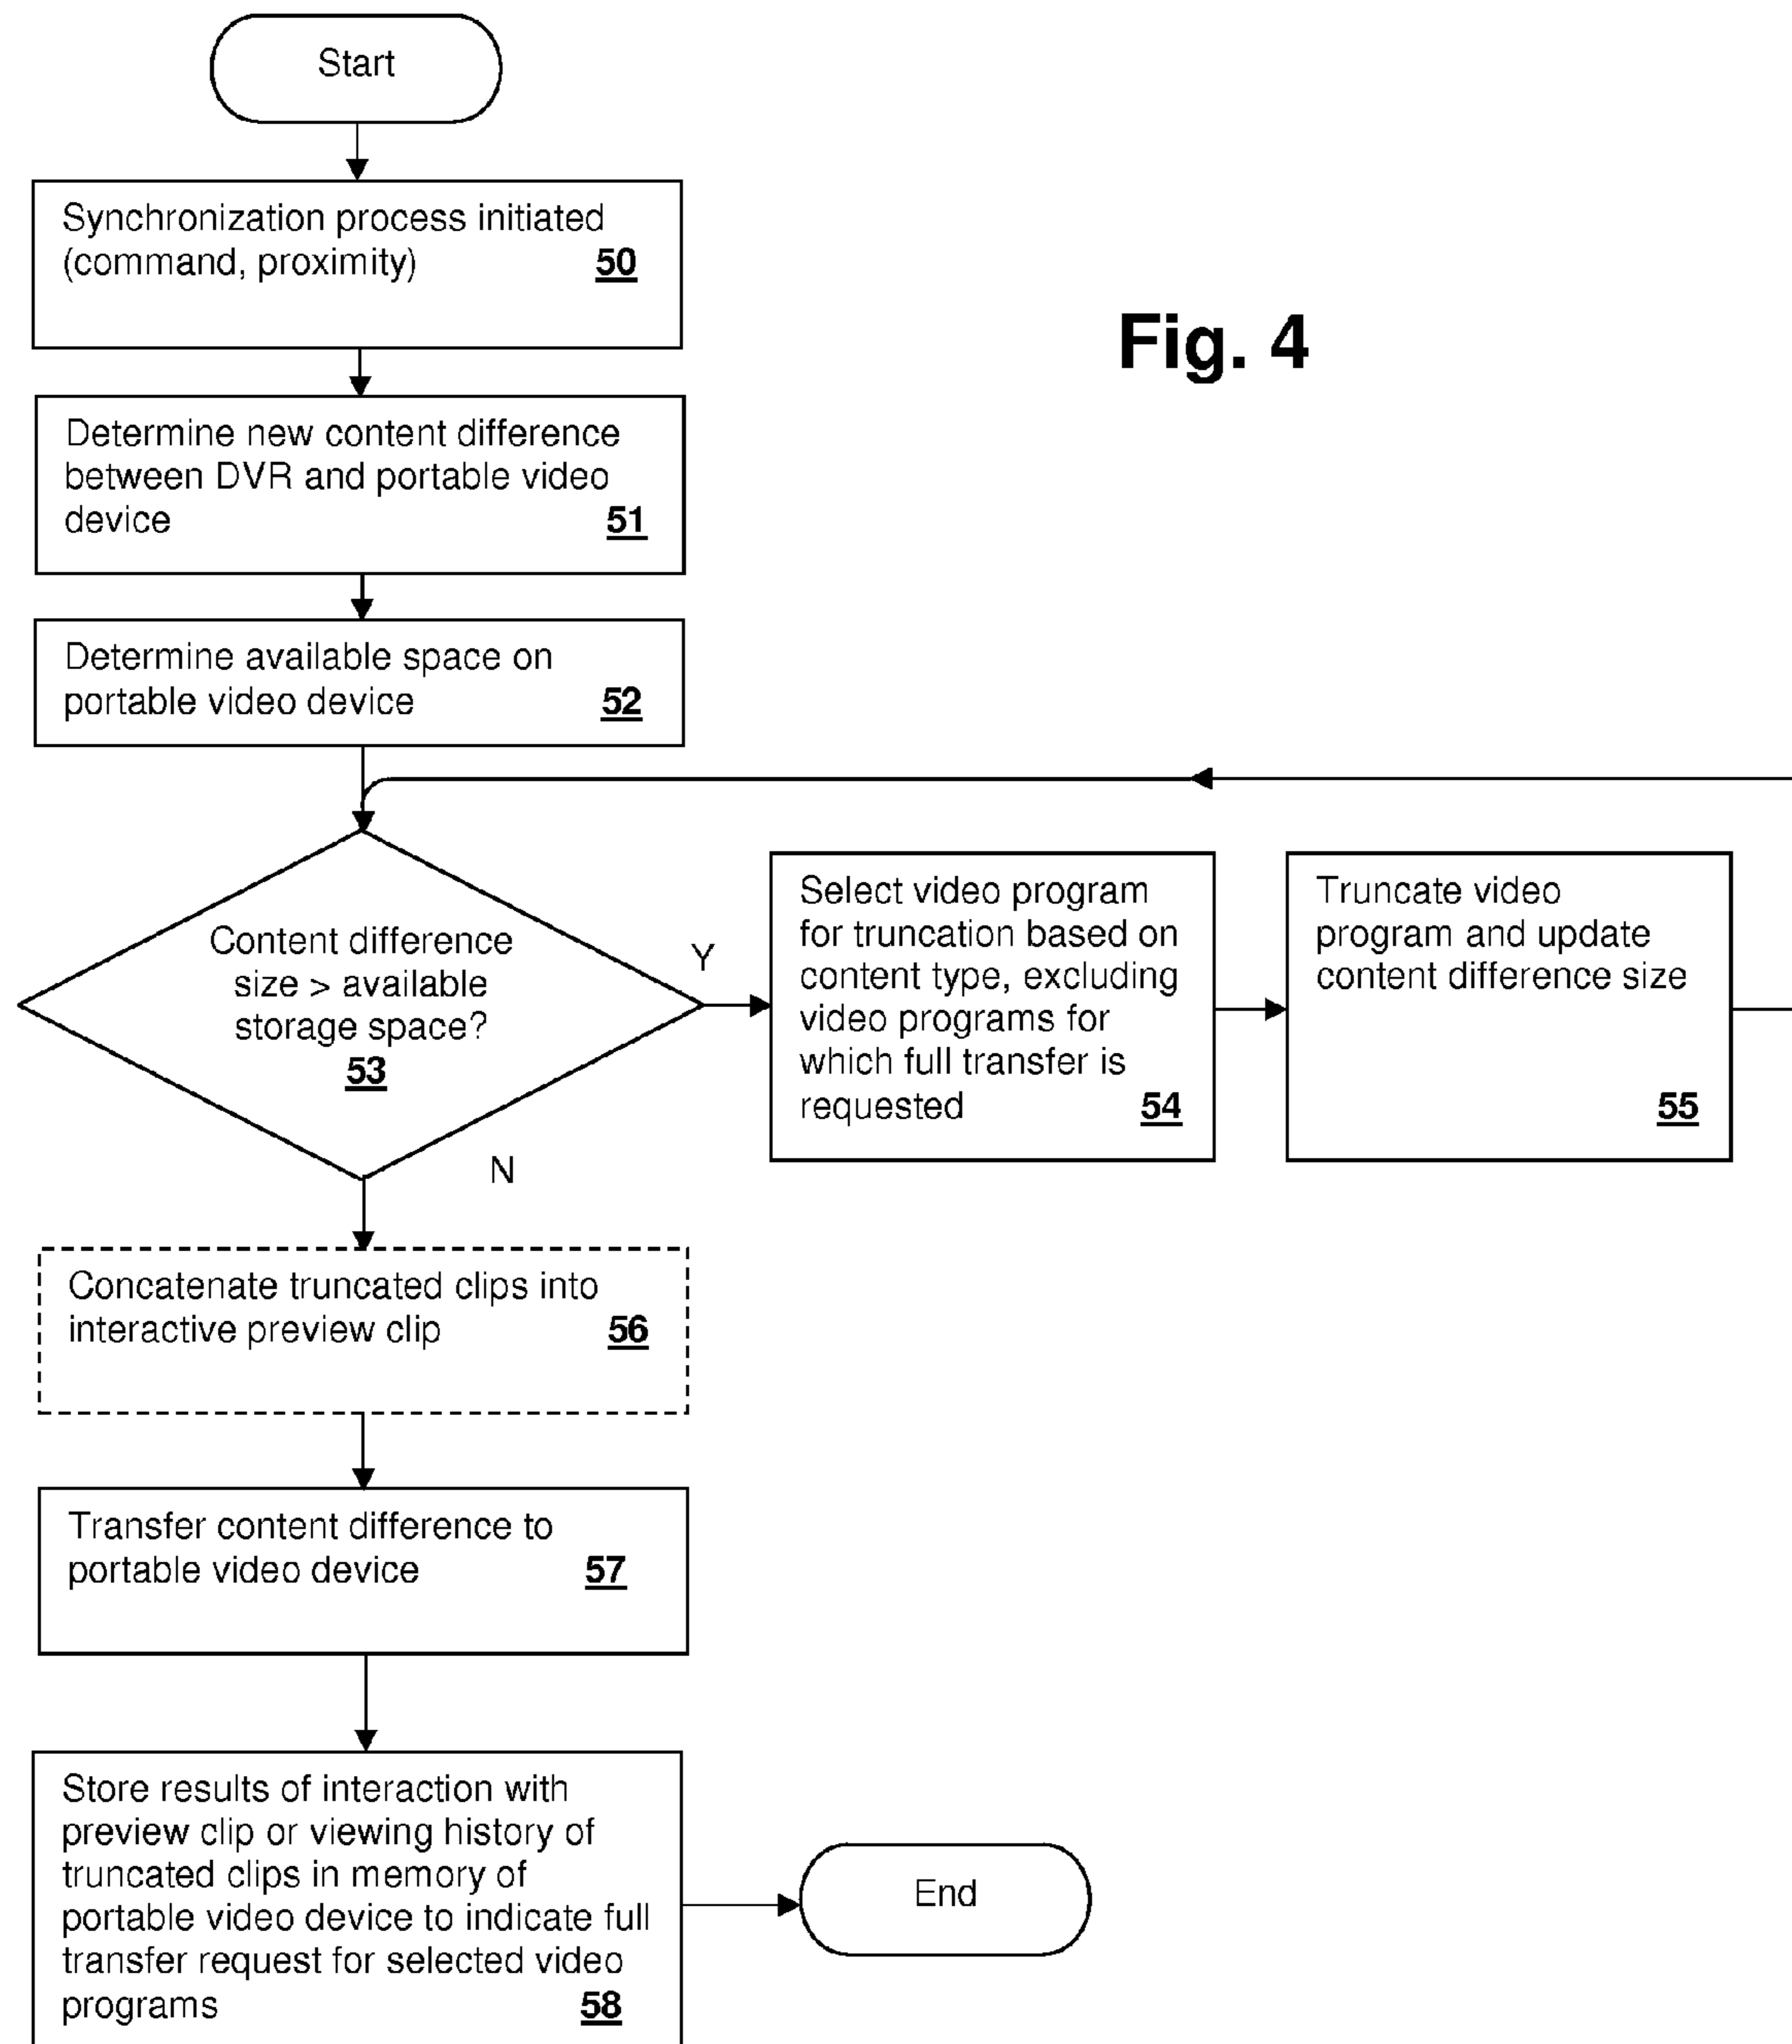 Start
Synchronization process initiated
(command, proximity) 50
Fig. 4
Determine new content difference
between DVR and portable video
device 51
Determine available space on
portable video device 52
Content difference
size > available
storage space?
53
Y
N
Select video program
for truncation based on
content type, excluding
video programs for
which full transfer is
requested 54
Truncate video
program and update
content difference size
55
Concatenate truncated clips into
interactive preview clip 56
Transfer content difference to
portable video device 57
Store results of interaction with
preview clip or viewing history of
truncated clips in memory of
portable video device to indicate full
transfer request for selected video
programs 58
End